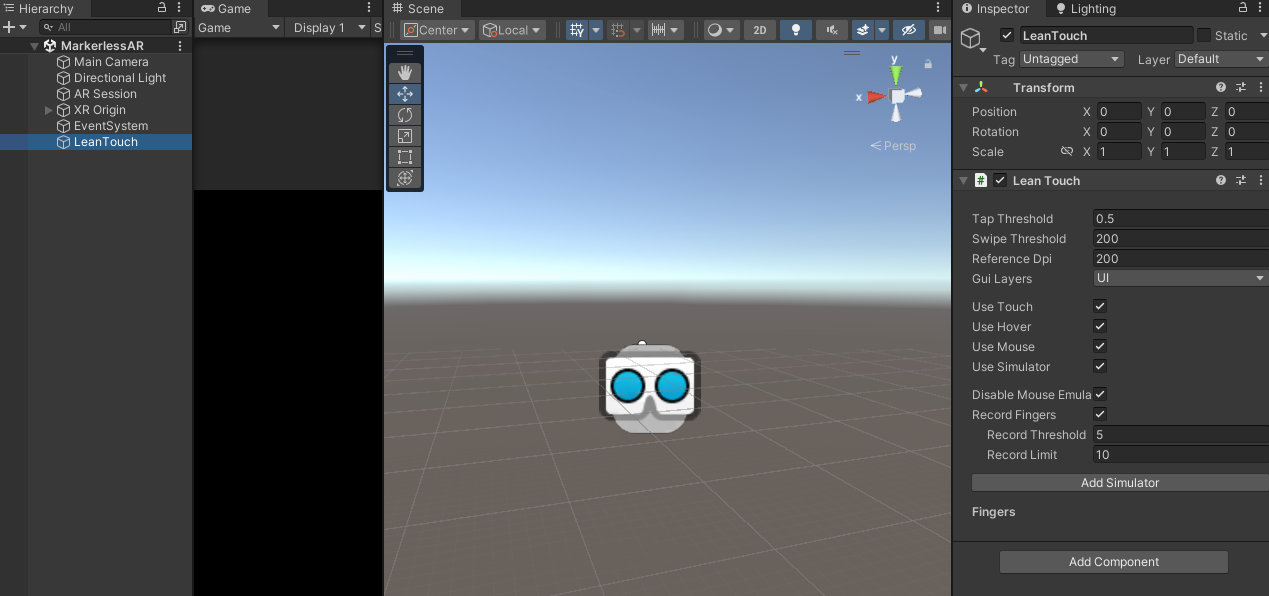 Hierarchy
All
MarkerlessAR
Main Camera
Directional Light
AR Session
XR Origin
EventSystem
LeanTouch
Game
Game Display 1 S
Scene
Center Local 2D
y
x
Persp
Inspector Lighting
LeanTouch Static
Tag Untagged Layer Default
Transform
Position X 0 Y 0 Z 0
Rotation X 0 Y 0 Z 0
Scale X 1 Y 1 Z 1
# Lean Touch
Tap Threshold 0.5
Swipe Threshold 200
Reference Dpi 200
Gui Layers UI
Use Touch
Use Hover
Use Mouse
Use Simulator
Disable Mouse Emula
Record Fingers
Record Threshold 5
Record Limit 10
Add Simulator
Fingers
Add Component